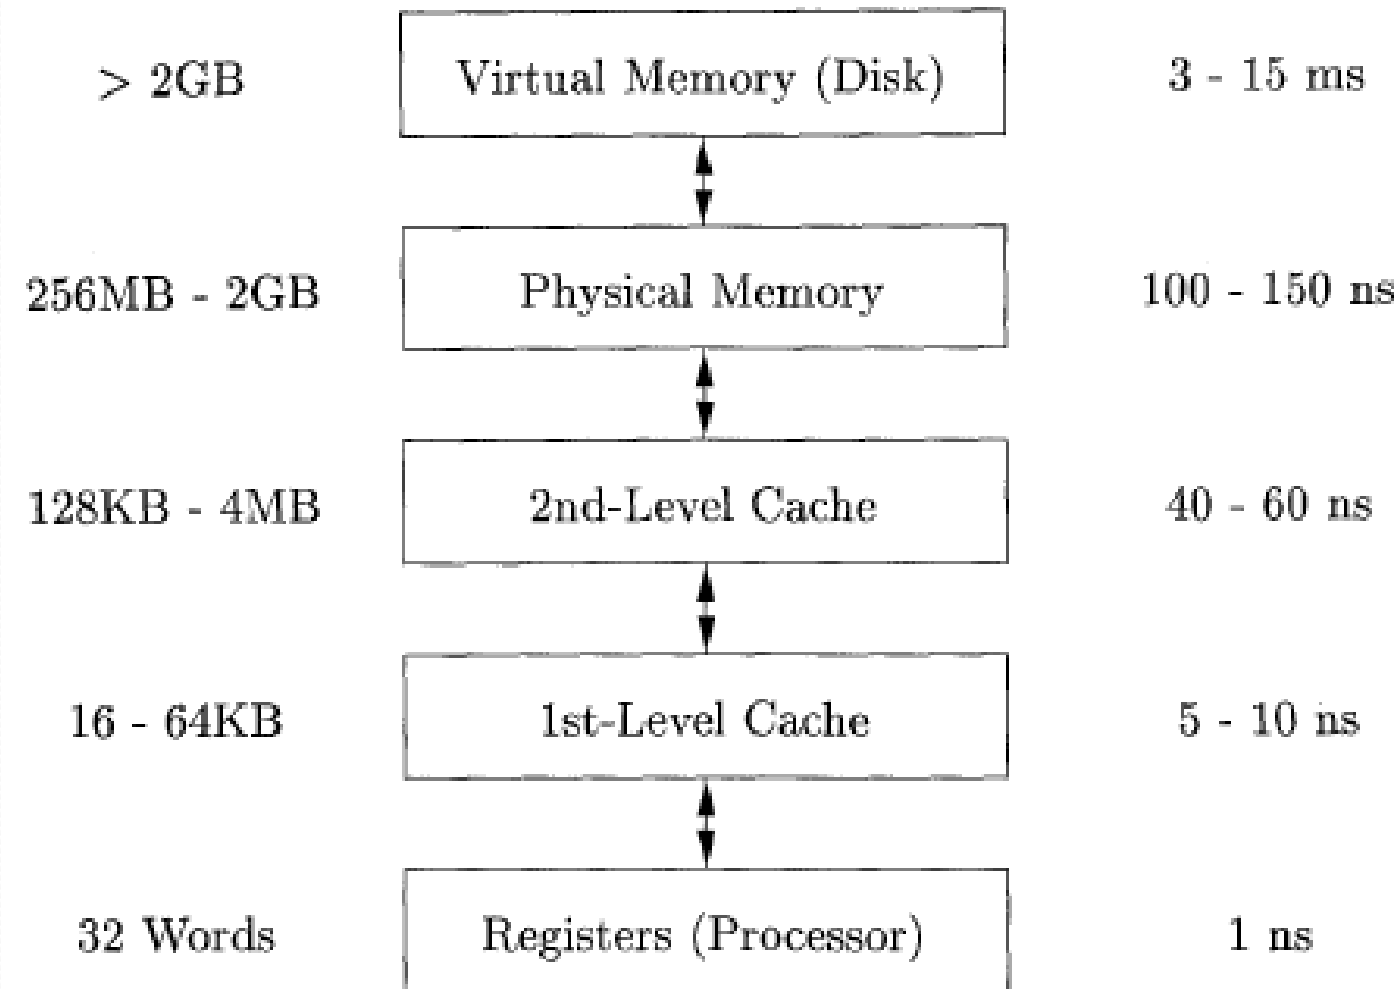 > 2GB Virtual Memory (Disk) 3 - 15 ms
256MB - 2GB Physical Memory 100 - 150 ns
128KB - 4MB 2nd-Level Cache 40 - 60 ns
16 - 64KB 1st-Level Cache 5 - 10 ns
32 Words Registers (Processor) 1 ns